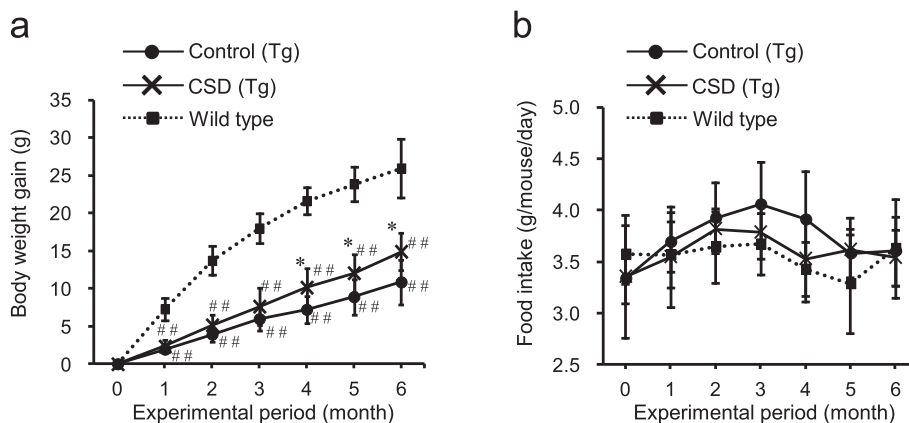 a
Control (Tg)
CSD (Tg)
Wild type
Body weight gain (g)
35
30
25
20
15
10
5
0
*
*
*
##
##
##
##
##
##
##
##
##
##
##
##
0 1 2 3 4 5 6
Experimental period (month)
b
Control (Tg)
CSD (Tg)
Wild type
Food intake (g/mouse/day)
5.0
4.5
4.0
3.5
3.0
2.5
0 1 2 3 4 5 6
Experimental period (month)